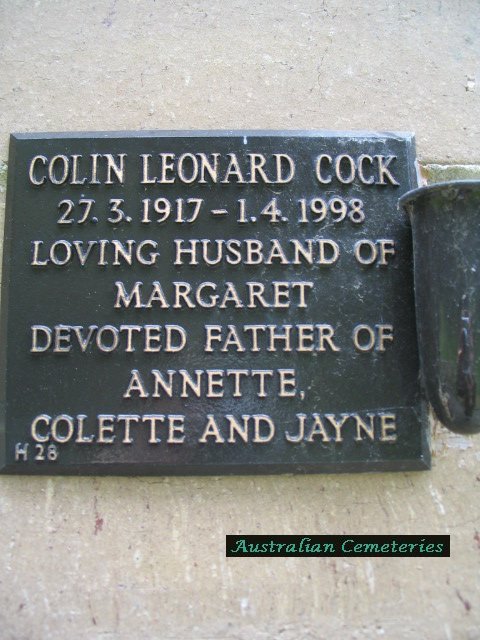 COLIN LEONARD COCK
27.3.1917 - 1.4.1998
LOVING HUSBAND OF
MARGARET
DEVOTED FATHER OF
ANNETTE,
COLETTE AND JAYNE
H 28
Australian Cemeteries